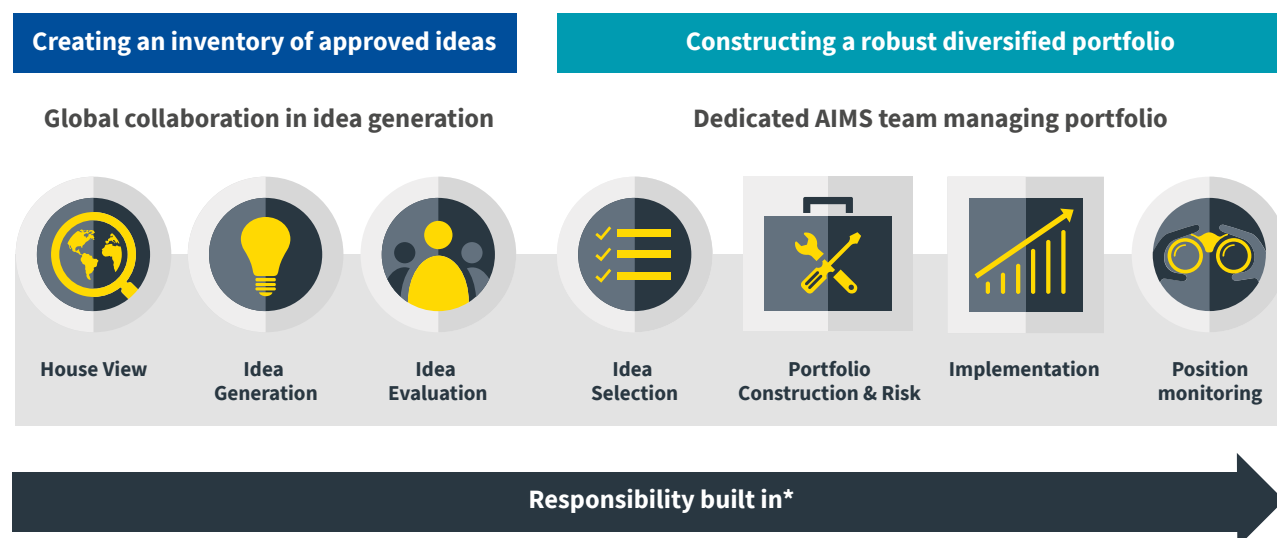 Creating an inventory of approved ideas
Constructing a robust diversified portfolio
Global collaboration in idea generation
Dedicated AIMS team managing portfolio
House View
Idea
Generation
Idea
Evaluation
Idea
Selection
Portfolio
Construction & Risk
Implementation
Position
monitoring
Responsibility built in*